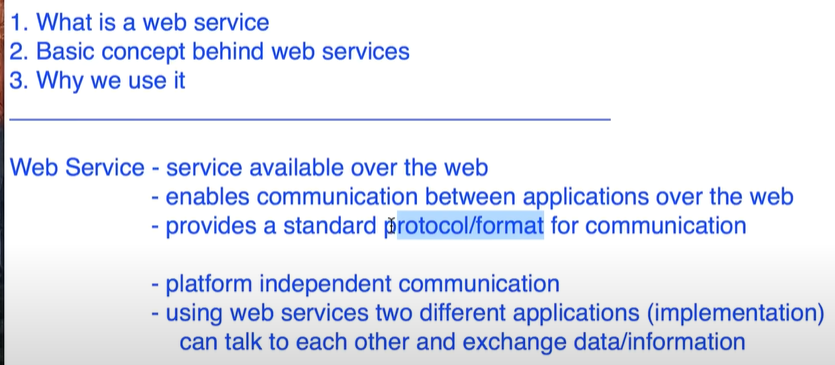 1. What is a web service
2. Basic concept behind web services
3. Why we use it
Web Service - service available over the web
- enables communication between applications over the web
- provides a standard protocol/format for communication
- platform independent communication
- using web services two different applications (implementation)
can talk to each other and exchange data/information